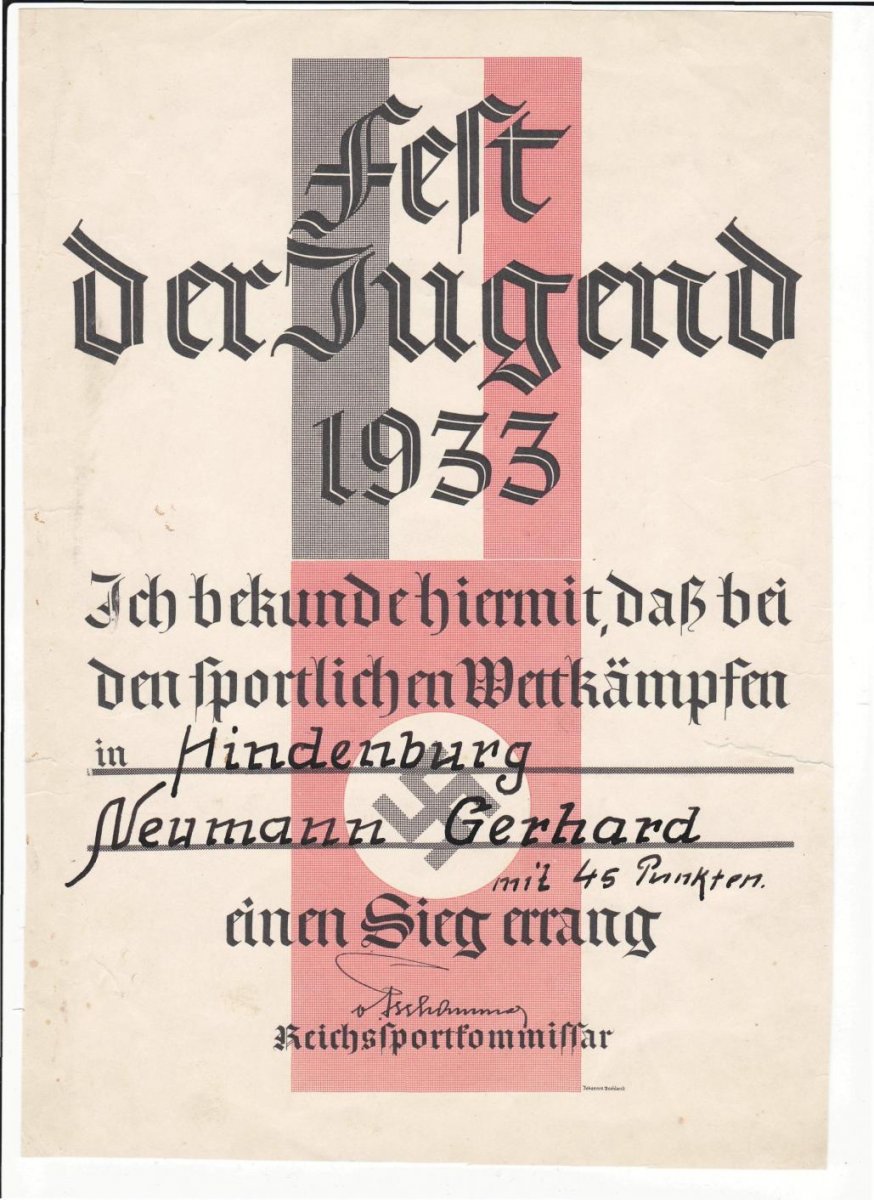 Fest
der Jugend
1933
Ich bekunde hiermit, daß bei
den sportlichen Wettkämpfen
in Hindenburg
Neumann Gerhard
mit 45 Punkten.
einen Sieg errang
v. Tschammer
Reichssportkommissar